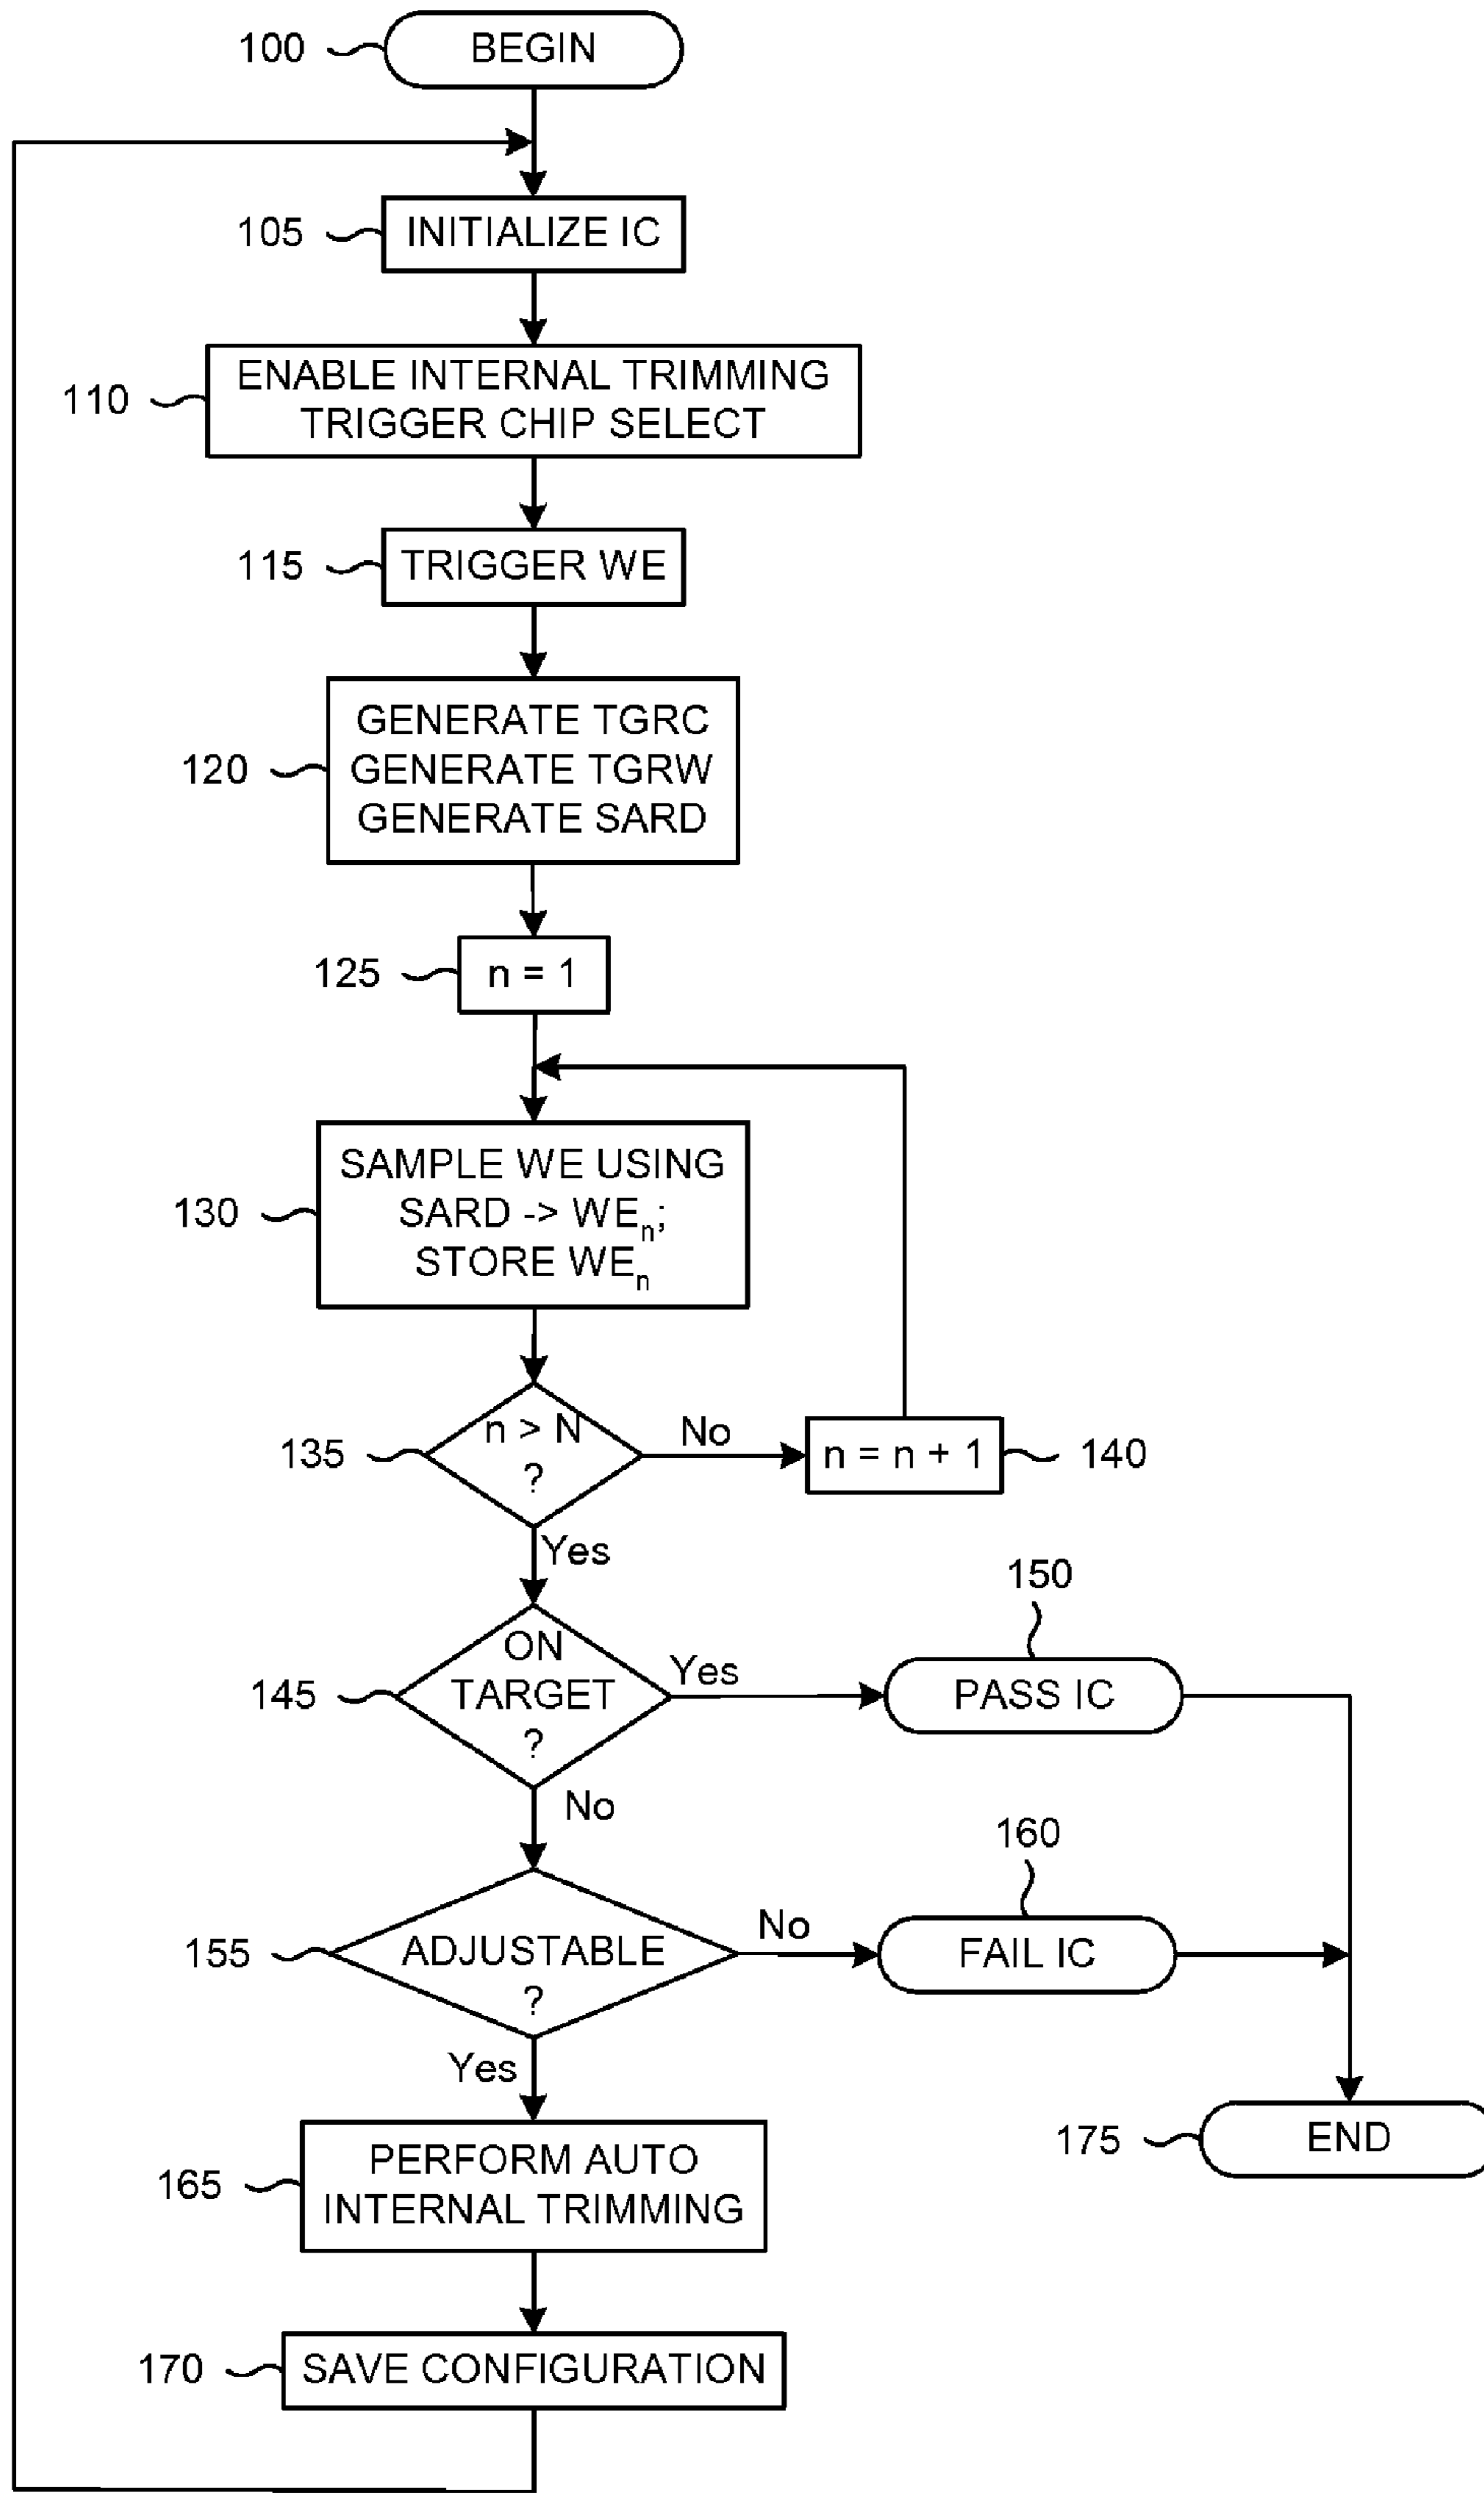 100
BEGIN
105
INITIALIZE IC
110
ENABLE INTERNAL TRIMMING
TRIGGER CHIP SELECT
115
TRIGGER WE
120
GENERATE TGRC
GENERATE TGRW
GENERATE SARD
125
n = 1
130
SAMPLE WE USING
SARD -> WEn;
STORE WEn
135
n > N
?
No
n = n + 1
140
Yes
145
ON
TARGET
?
Yes
150
PASS IC
No
155
ADJUSTABLE
?
No
160
FAIL IC
Yes
165
PERFORM AUTO
INTERNAL TRIMMING
175
END
170
SAVE CONFIGURATION